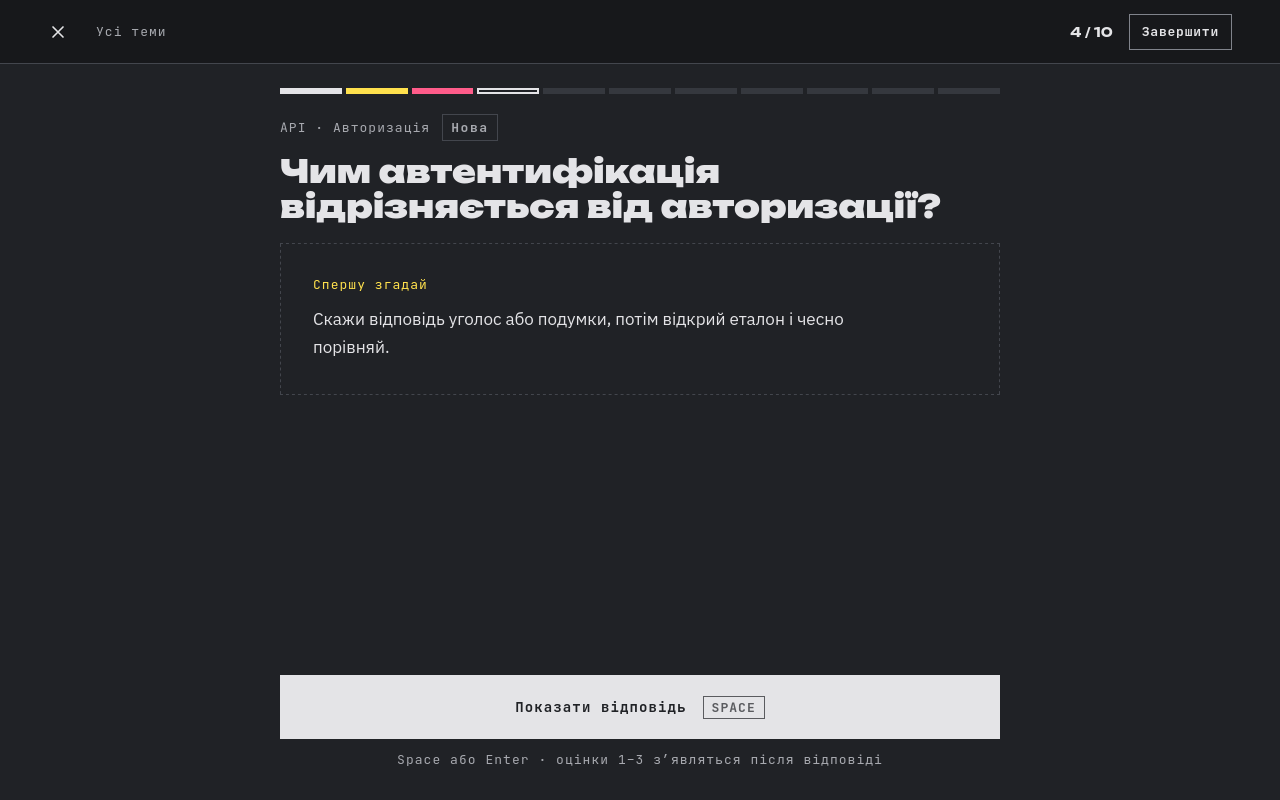 Усі теми
4 / 10
Завершити
API · Авторизація
Нова
Чим автентифікація
відрізняється від авторизації?
Спершу згадай
Скажи відповідь уголос або подумки, потім відкрий еталон і чесно
порівняй.
Показати відповідь SPACE
Space або Enter · оцінки 1–3 зʼявляться після відповіді